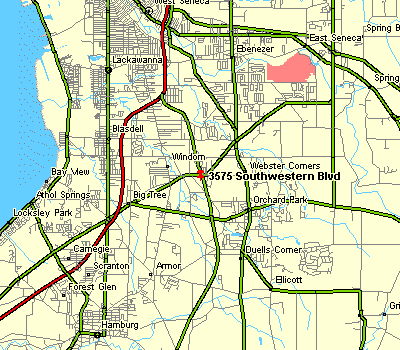 West Seneca
Spring B
East Seneca
Ebenezer
Lackawanna
Spring
Blasdell
Windom
Webster Corners
Bay View
3575 Southwestern Blvd
Athol Springs
Big Tree
Orchard Park
Locksley Park
Carnegie
Duells Corner
Scranton
Armor
Ellicott
Forest Glen
Gri
Hamburg